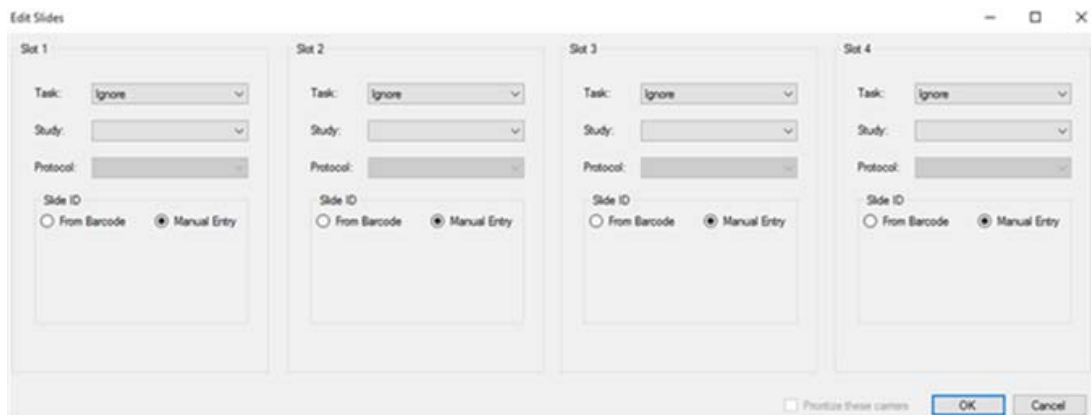 Edit Slides
Slot 1 Slot 2 Slot 3 Slot 4
Task: Ignore Task: Ignore Task: Ignore Task: Ignore
Study: Study: Study: Study:
Protocol: Protocol: Protocol: Protocol:
Slide ID Slide ID Slide ID Slide ID
From Barcode Manual Entry From Barcode Manual Entry From Barcode Manual Entry From Barcode Manual Entry
Prioritize these carriers OK Cancel